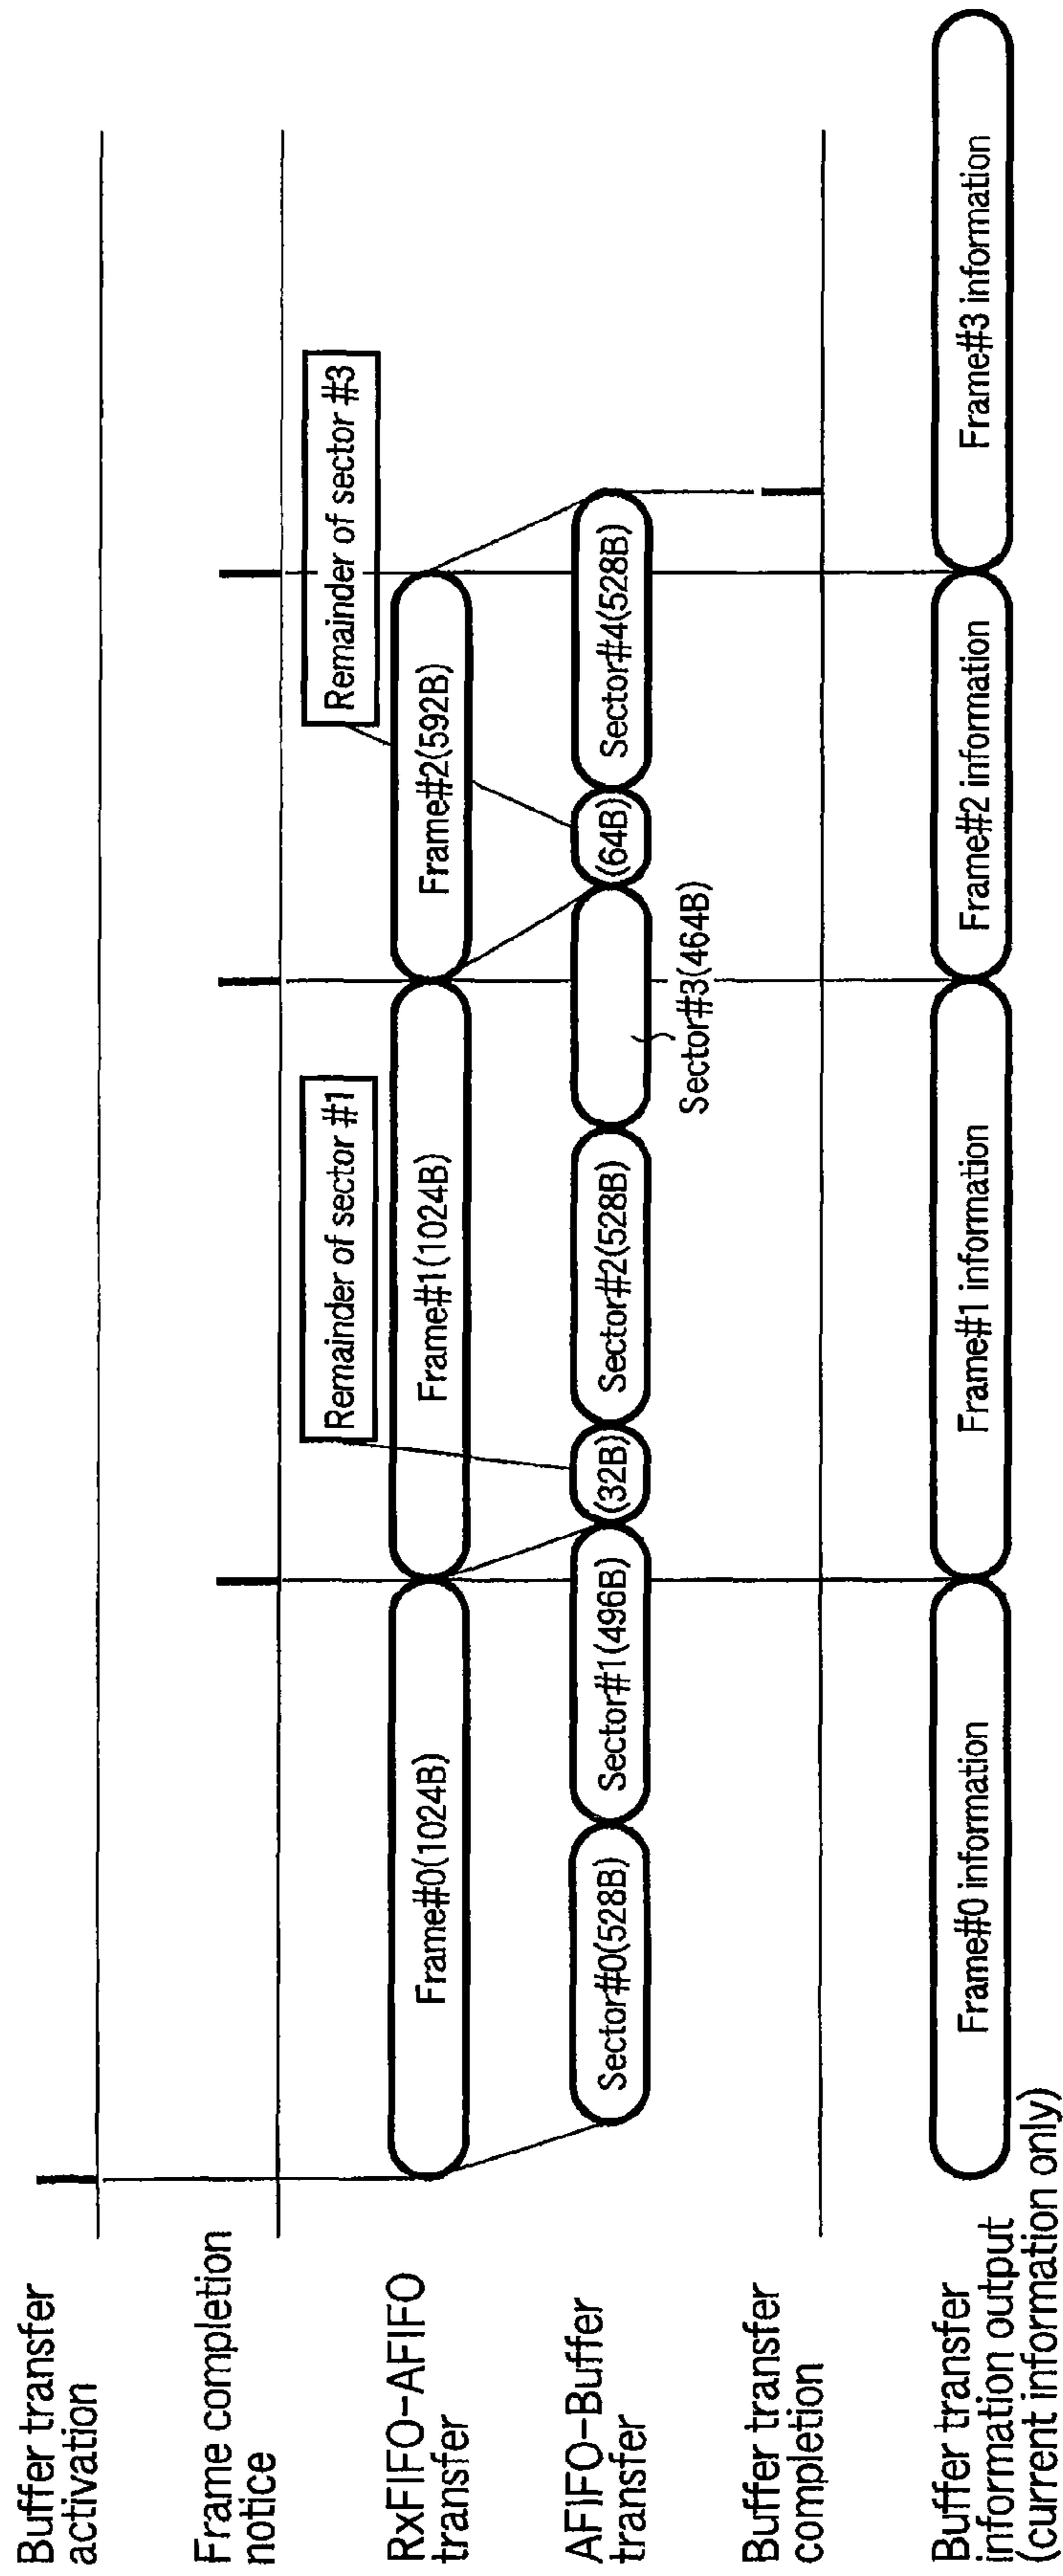 Buffer transfer
activation
Frame completion
notice
Remainder of sector #1
Remainder of sector #3
RxFIFO-AFIFO
transfer
Frame#0(1024B)
Frame#1(1024B)
Frame#2(592B)
AFIFO-Buffer
transfer
Sector#0(528B)
Sector#1(496B)
(32B)
Sector#2(528B)
Sector#3(464B)
(64B)
Sector#4(528B)
Buffer transfer
completion
Buffer transfer
information output
(current information only)
Frame#0 information
Frame#1 information
Frame#2 information
Frame#3 information